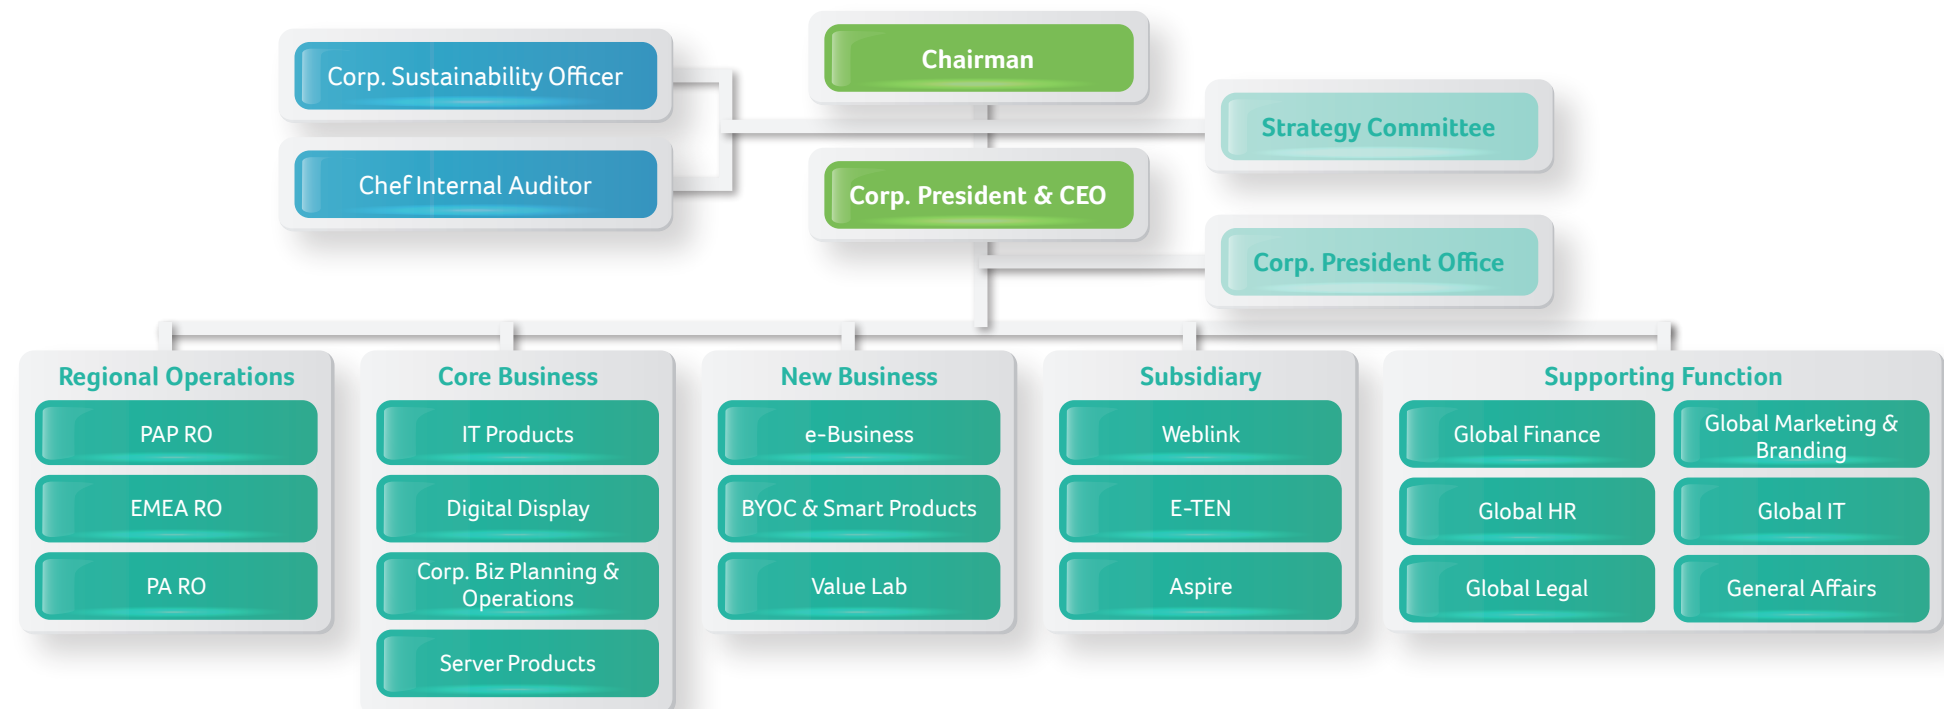 Corp. Sustainability Officer
Chairman
Strategy Committee
Chef Internal Auditor
Corp. President & CEO
Corp. President Office
Regional Operations
PAP RO
EMEA RO
PA RO
Core Business
IT Products
Digital Display
Corp. Biz Planning &
Operations
Server Products
New Business
e-Business
BYOC & Smart Products
Value Lab
Subsidiary
Weblink
E-TEN
Aspire
Supporting Function
Global Finance
Global Marketing &
Branding
Global HR
Global IT
Global Legal
General Affairs